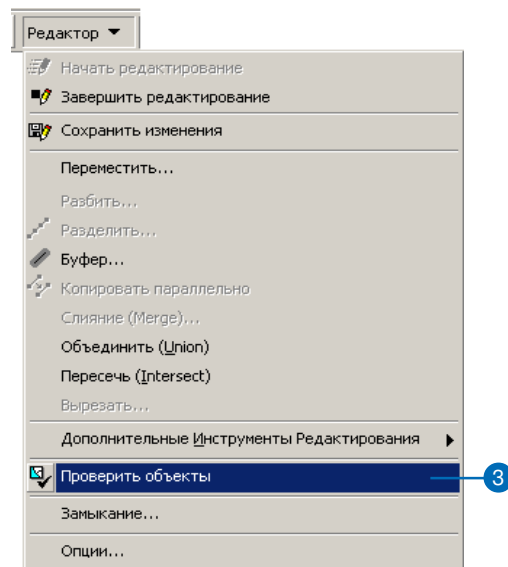 Редактор
Начать редактирование
Завершить редактирование
Сохранить изменения
Переместить...
Разбить...
Разделить...
Буфер...
Копировать параллельно
Слияние (Merge)...
Объединить (Union)
Пересечь (Intersect)
Вырезать...
Дополнительные Инструменты Редактирования
Проверить объекты
3
Замыкание...
Опции...